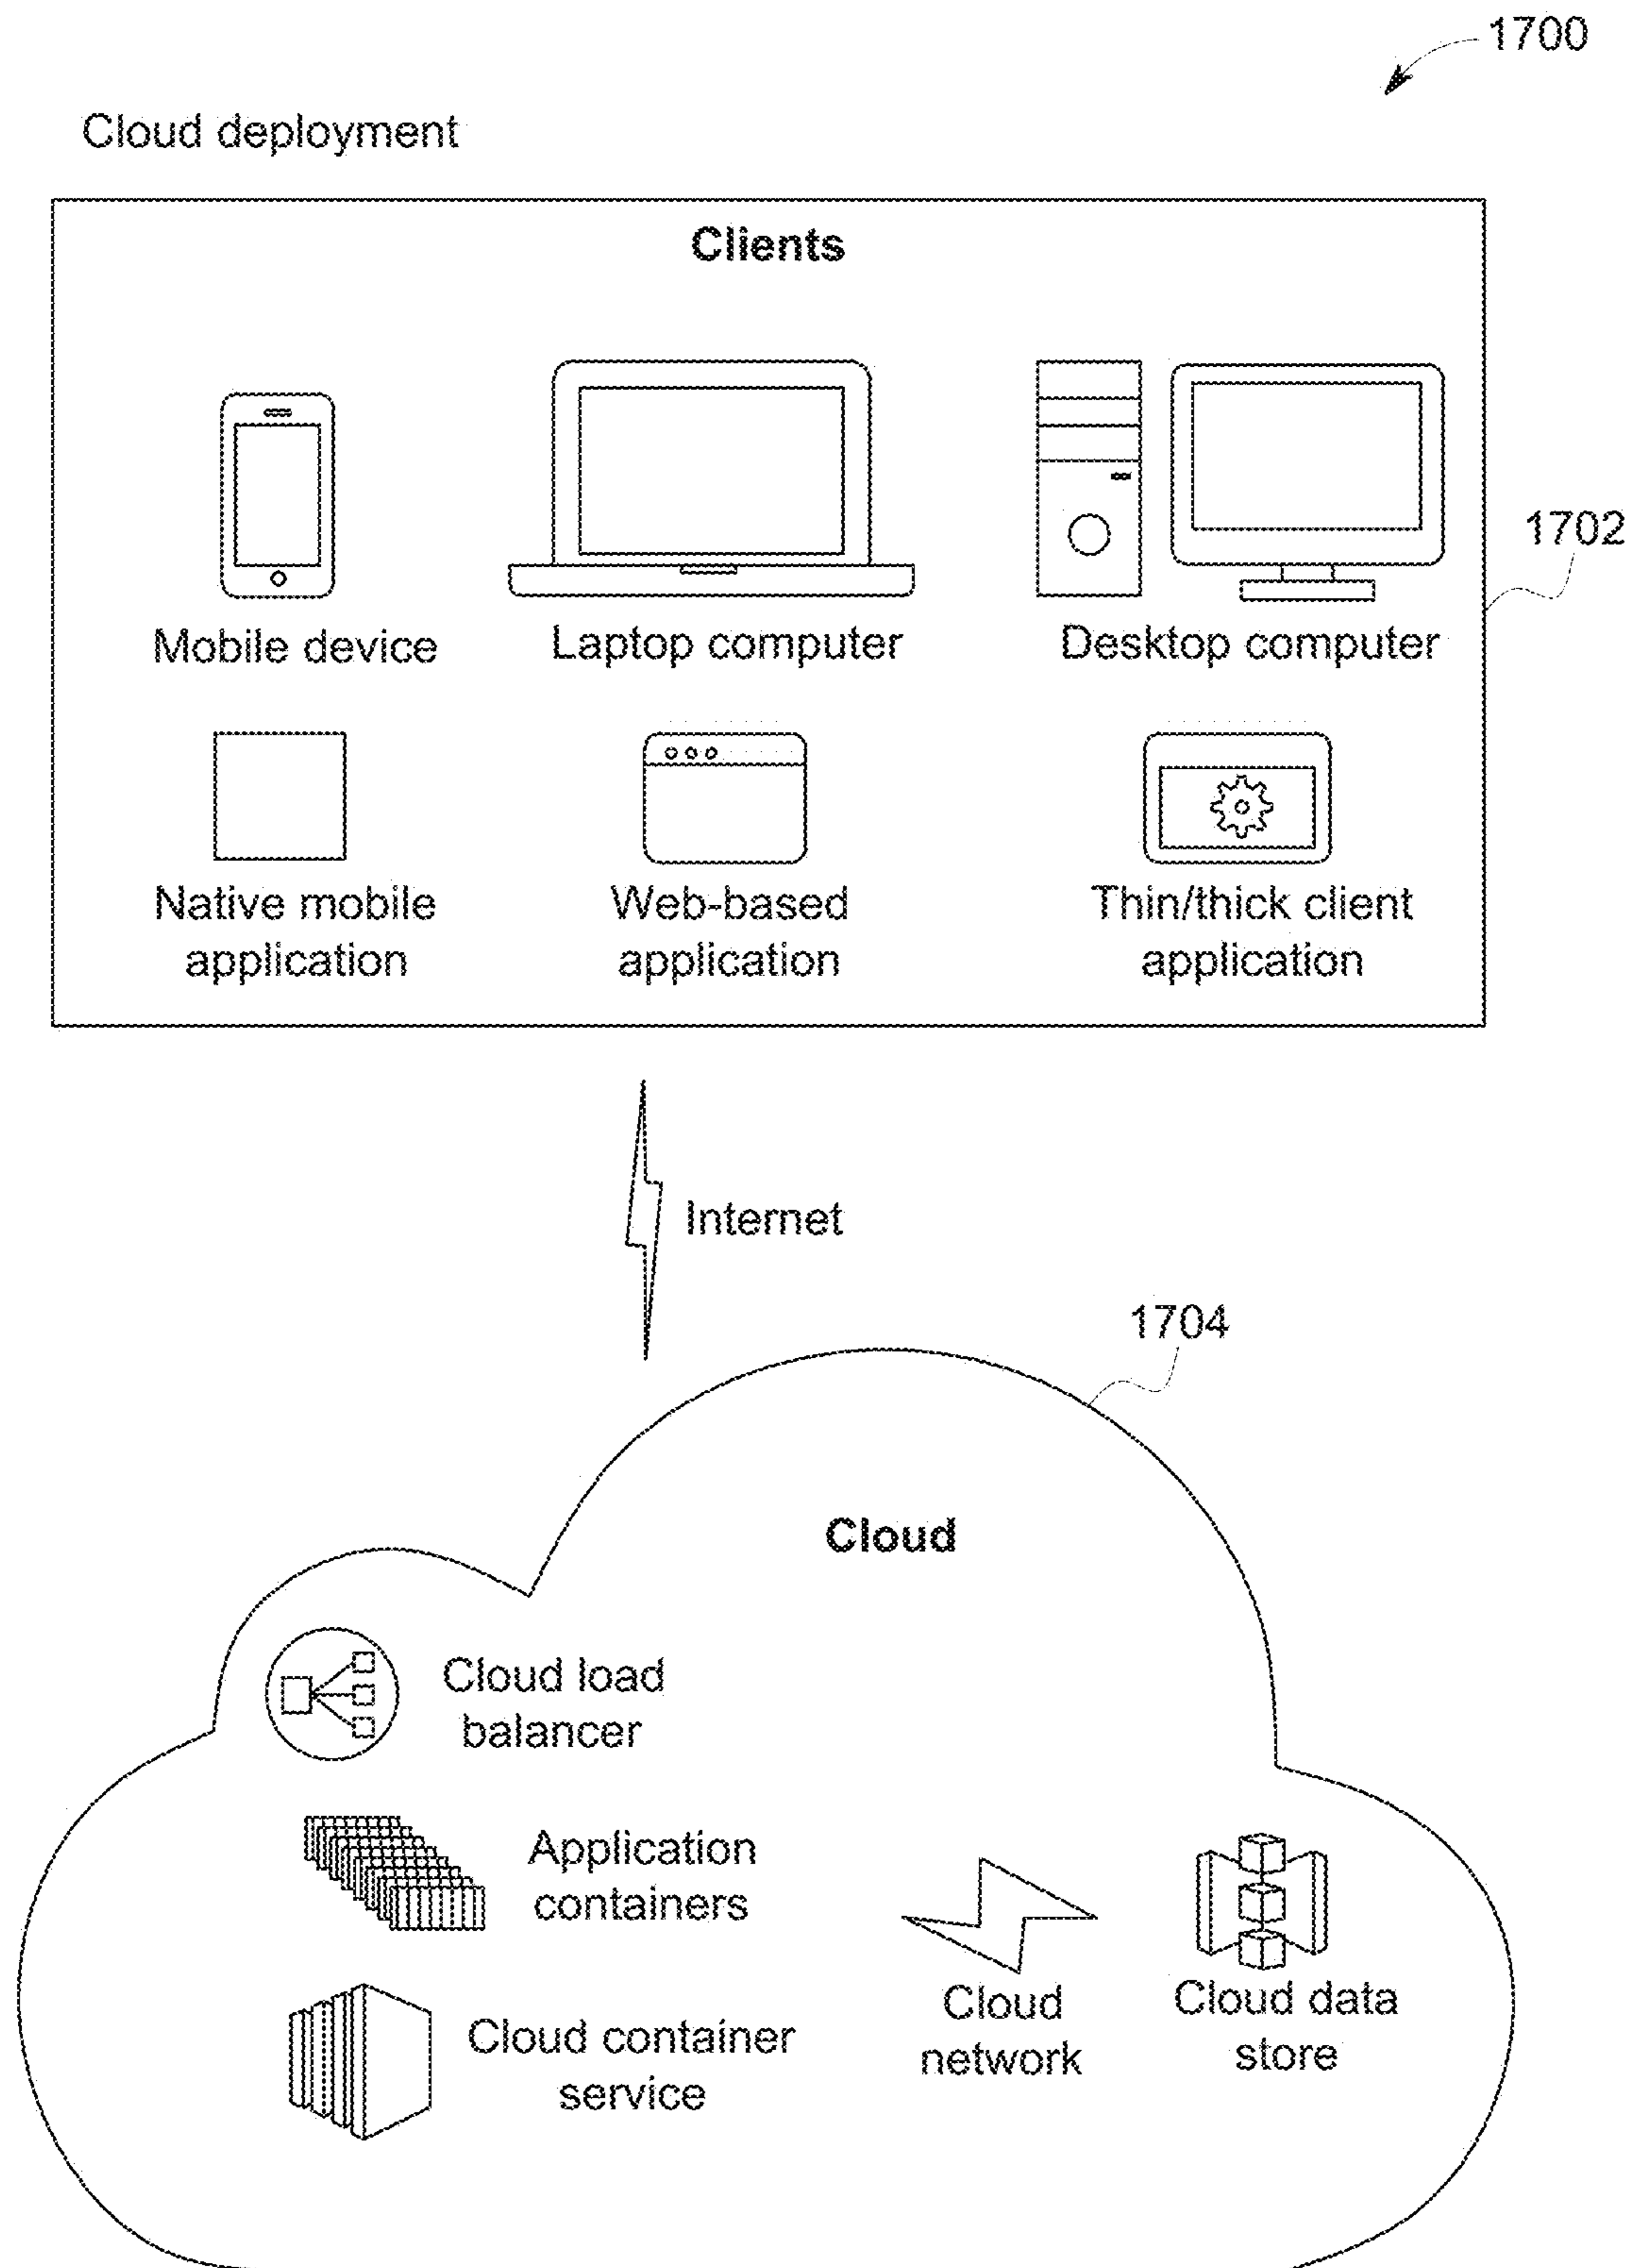 1700
Cloud deployment
Clients
1702
Mobile device
Laptop computer
Desktop computer
Native mobile
application
Web-based
application
Thin/thick client
application
Internet
1704
Cloud
Cloud load
balancer
Application
containers
Cloud container
service
Cloud
network
Cloud data
store